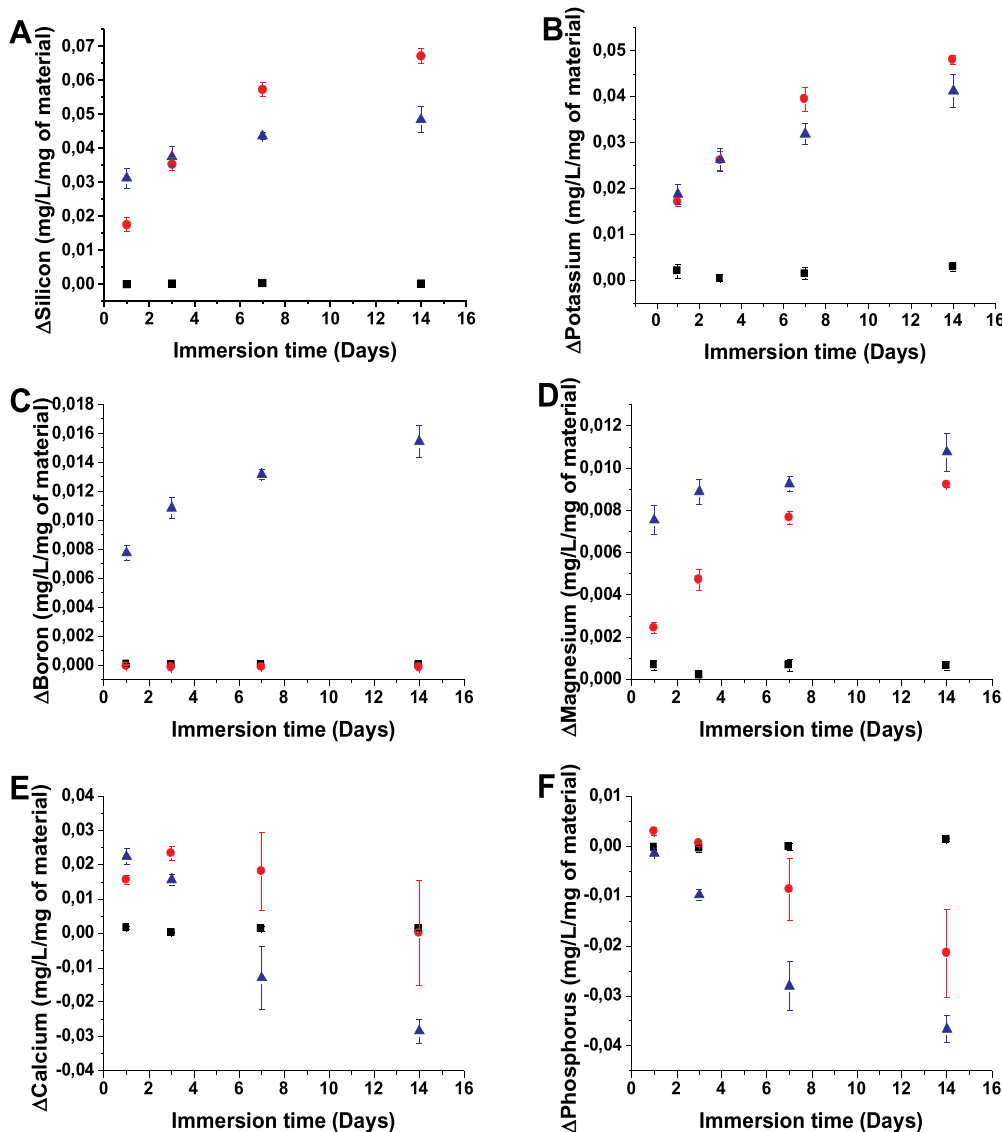 A
ΔSilicon (mg/L/mg of material)
0,07
0,06
0,05
0,04
0,03
0,02
0,01
0,00
0 2 4 6 8 10 12 14 16
Immersion time (Days)
B
ΔPotassium (mg/L/mg of material)
0,05
0,04
0,03
0,02
0,01
0,00
0 2 4 6 8 10 12 14 16
Immersion time (Days)
C
ΔBoron (mg/L/mg of material)
0,018
0,016
0,014
0,012
0,010
0,008
0,006
0,004
0,002
0,000
0 2 4 6 8 10 12 14 16
Immersion time (Days)
D
ΔMagnesium (mg/L/mg of material)
0,012
0,010
0,008
0,006
0,004
0,002
0,000
0 2 4 6 8 10 12 14 16
Immersion time (Days)
E
ΔCalcium (mg/L/mg of material)
0,04
0,03
0,02
0,01
0,00
-0,01
-0,02
-0,03
-0,04
0 2 4 6 8 10 12 14 16
Immersion time (Days)
F
ΔPhosphorus (mg/L/mg of material)
0,01
0,00
-0,01
-0,02
-0,03
-0,04
0 2 4 6 8 10 12 14 16
Immersion time (Days)